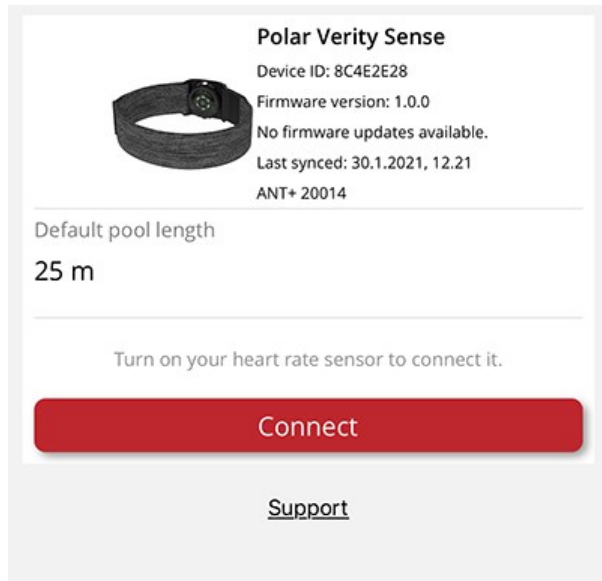 Polar Verity Sense
Device ID: 8C4E2E28
Firmware version: 1.0.0
No firmware updates available.
Last synced: 30.1.2021, 12.21
ANT+ 20014
Default pool length
25 m
Turn on your heart rate sensor to connect it.
Connect
Support